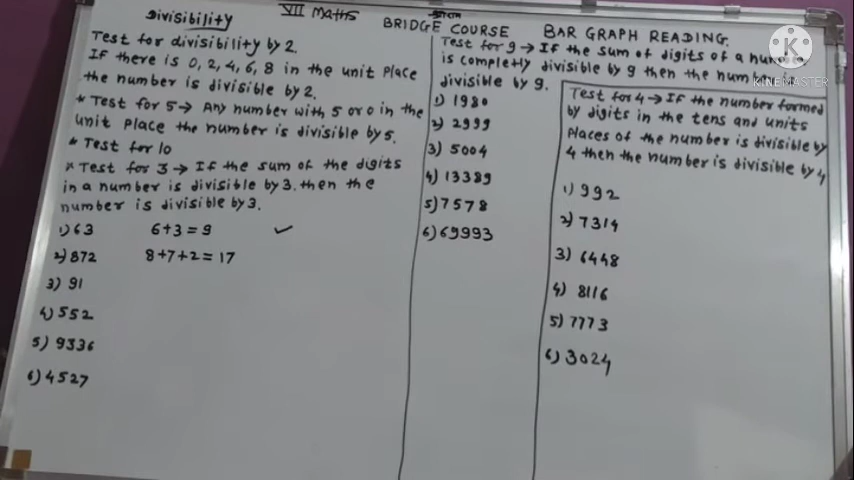 VII Maths
BRIDGE COURSE
BAR GRAPH READING.
Divisibility
Test for divisibility by 2.
If there is 0, 2, 4, 6, 8 in the unit place
the number is divisible by 2.
* Test for 5 → Any number with 5 or 0 in the
unit place the number is divisible by 5.
* Test for 10
* Test for 3 → If the sum of the digits
in a number is divisible by 3. then the
number is divisible by 3.
1) 63 6+3=9 ✓
2) 872 8+7+2=17
3) 91
4) 552
5) 9336
6) 4527
Test for 9 → If the sum of digits of a
is completly divisible by 9 then the number is
divisible by 9.
1) 1980
2) 2999
3) 5004
4) 13389
5) 7578
6) 69993
Test for 4 → If the number formed
by digits in the tens and units
places of the number is divisible by
4 then the number is divisible by 4
1) 992
2) 7314
3) 6448
4) 8116
5) 7773
6) 3024
K
KINEMASTER